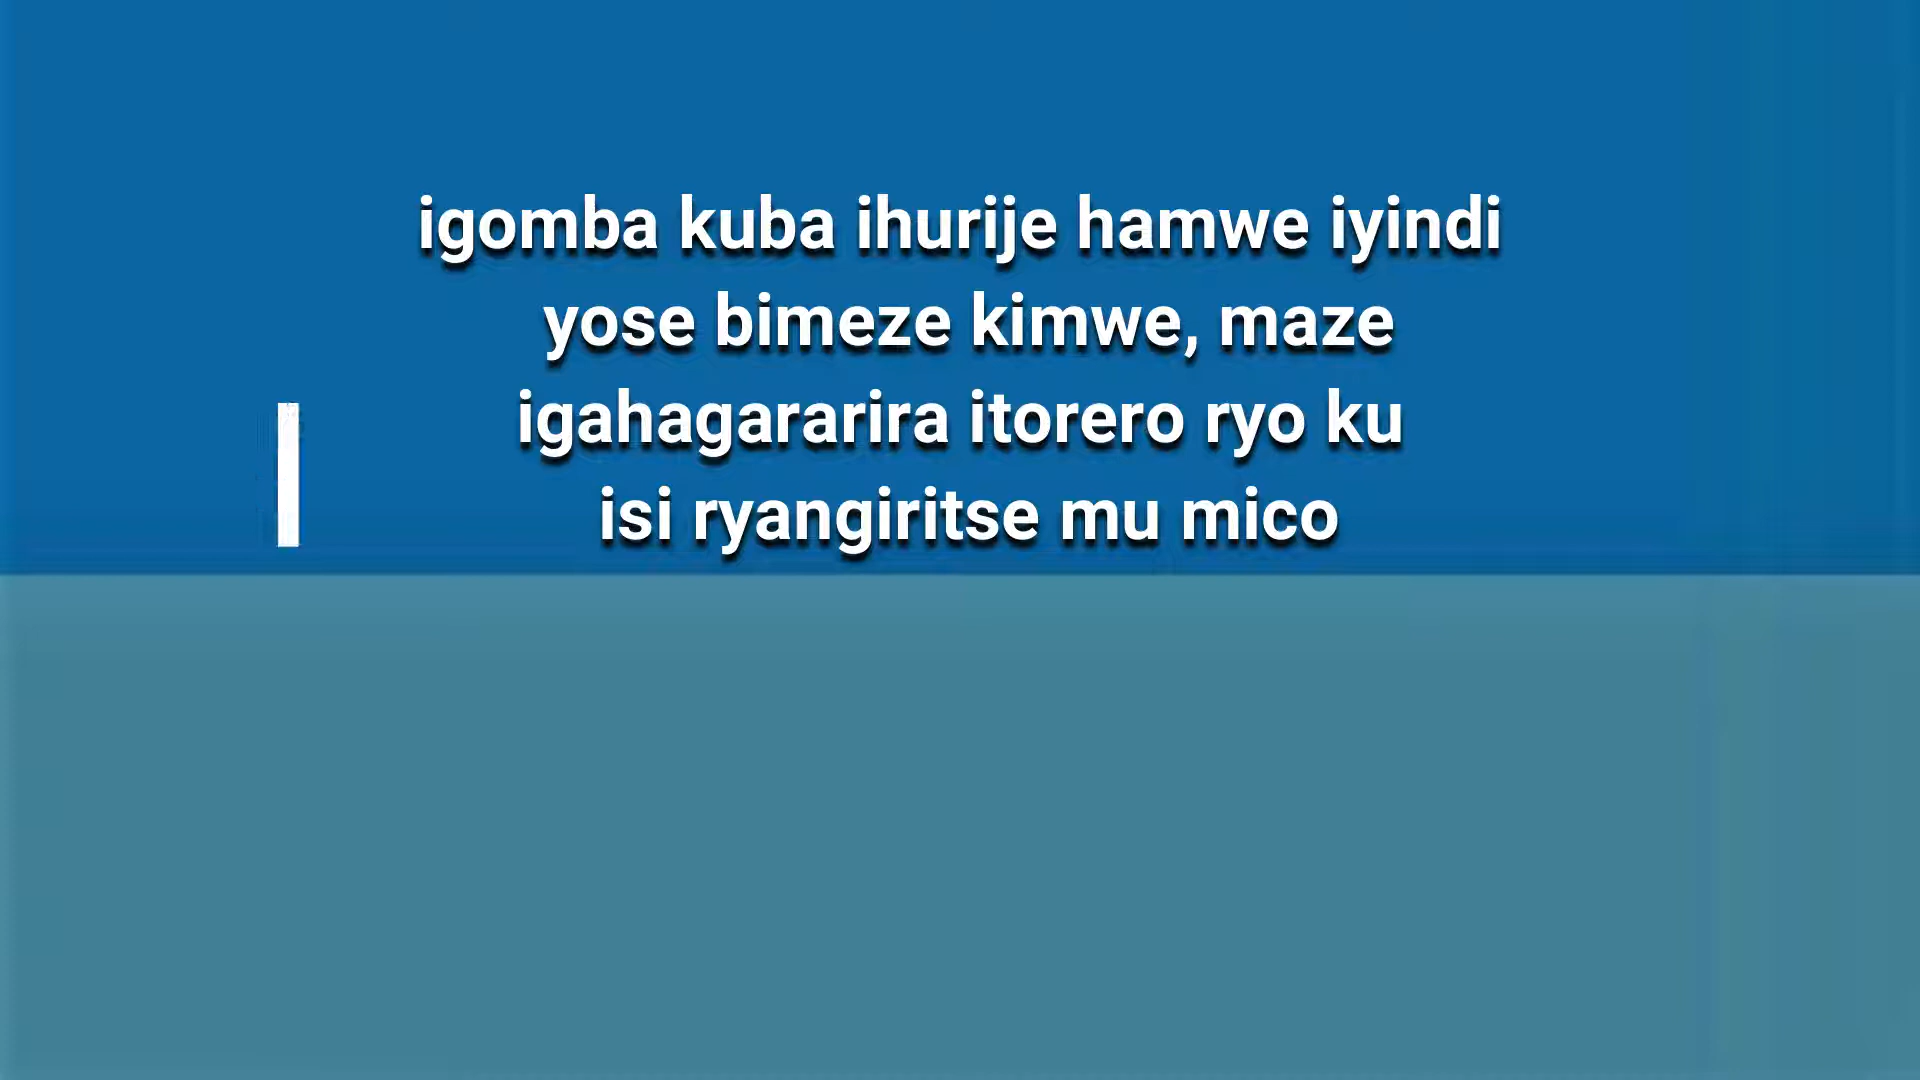 igomba kuba ihurije hamwe iyindi
yose bimeze kimwe, maze
igahagararira itorero ryo ku
isi ryangiritse mu mico